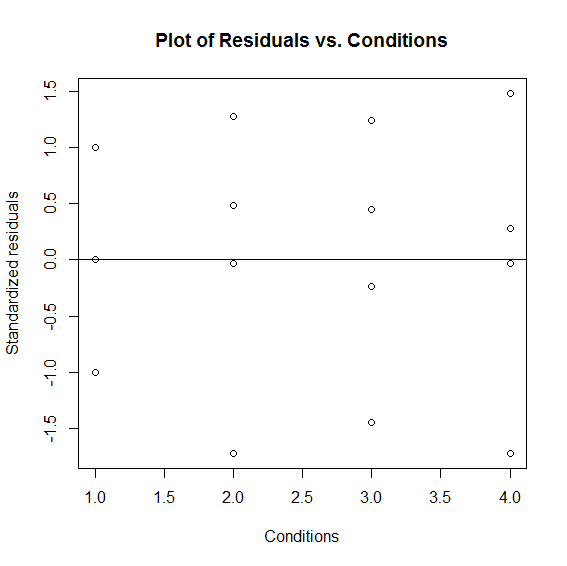 Plot of Residuals vs. Conditions
Standardized residuals
1.5
1.0
0.5
0.0
-0.5
-1.0
-1.5
1.0 1.5 2.0 2.5 3.0 3.5 4.0
Conditions